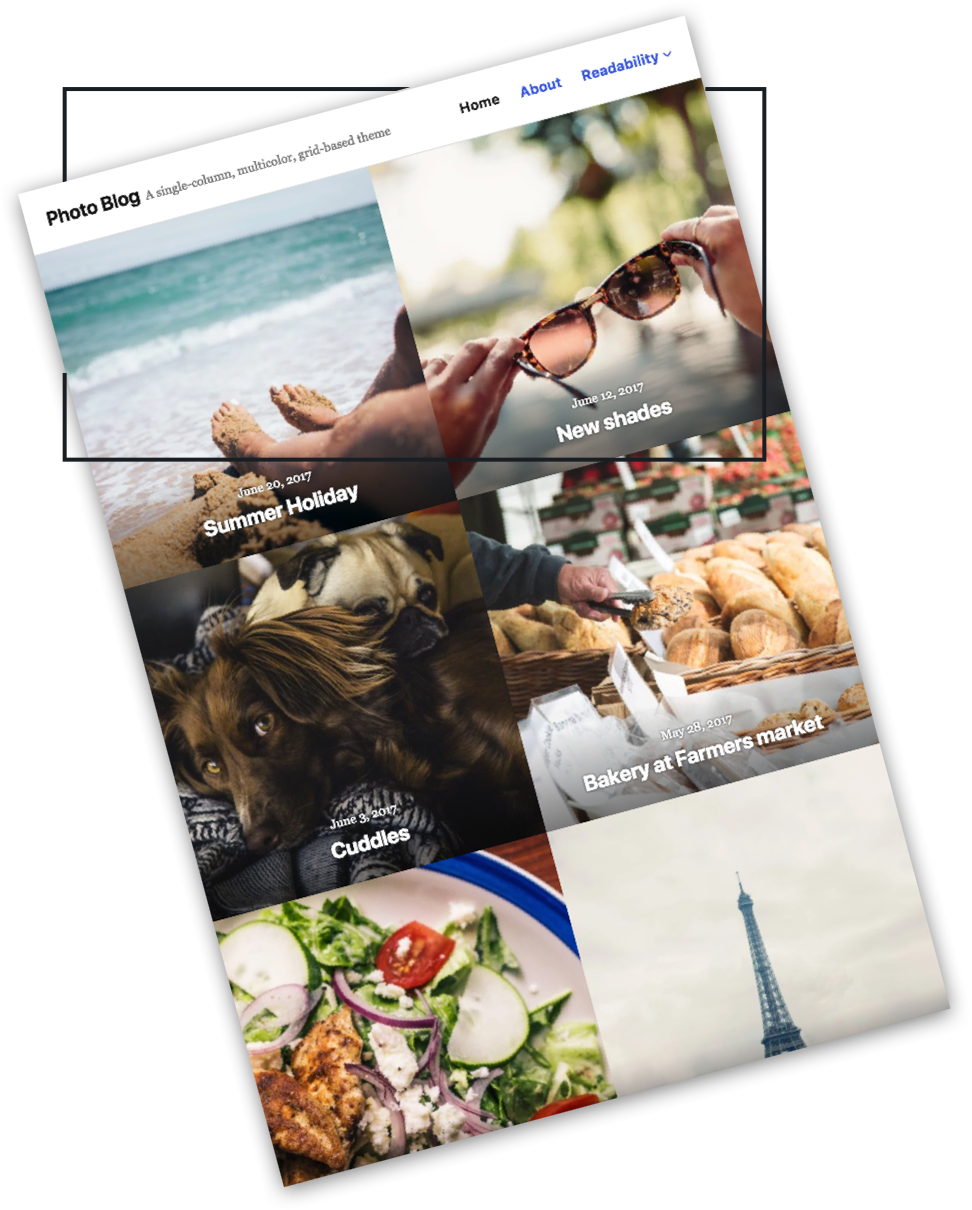 Home About Readability
Photo Blog A single-column, multicolor, grid-based theme
June 12, 2017
New shades
June 20, 2017
Summer Holiday
May 28, 2017
Bakery at Farmers market
June 3, 2017
Cuddles